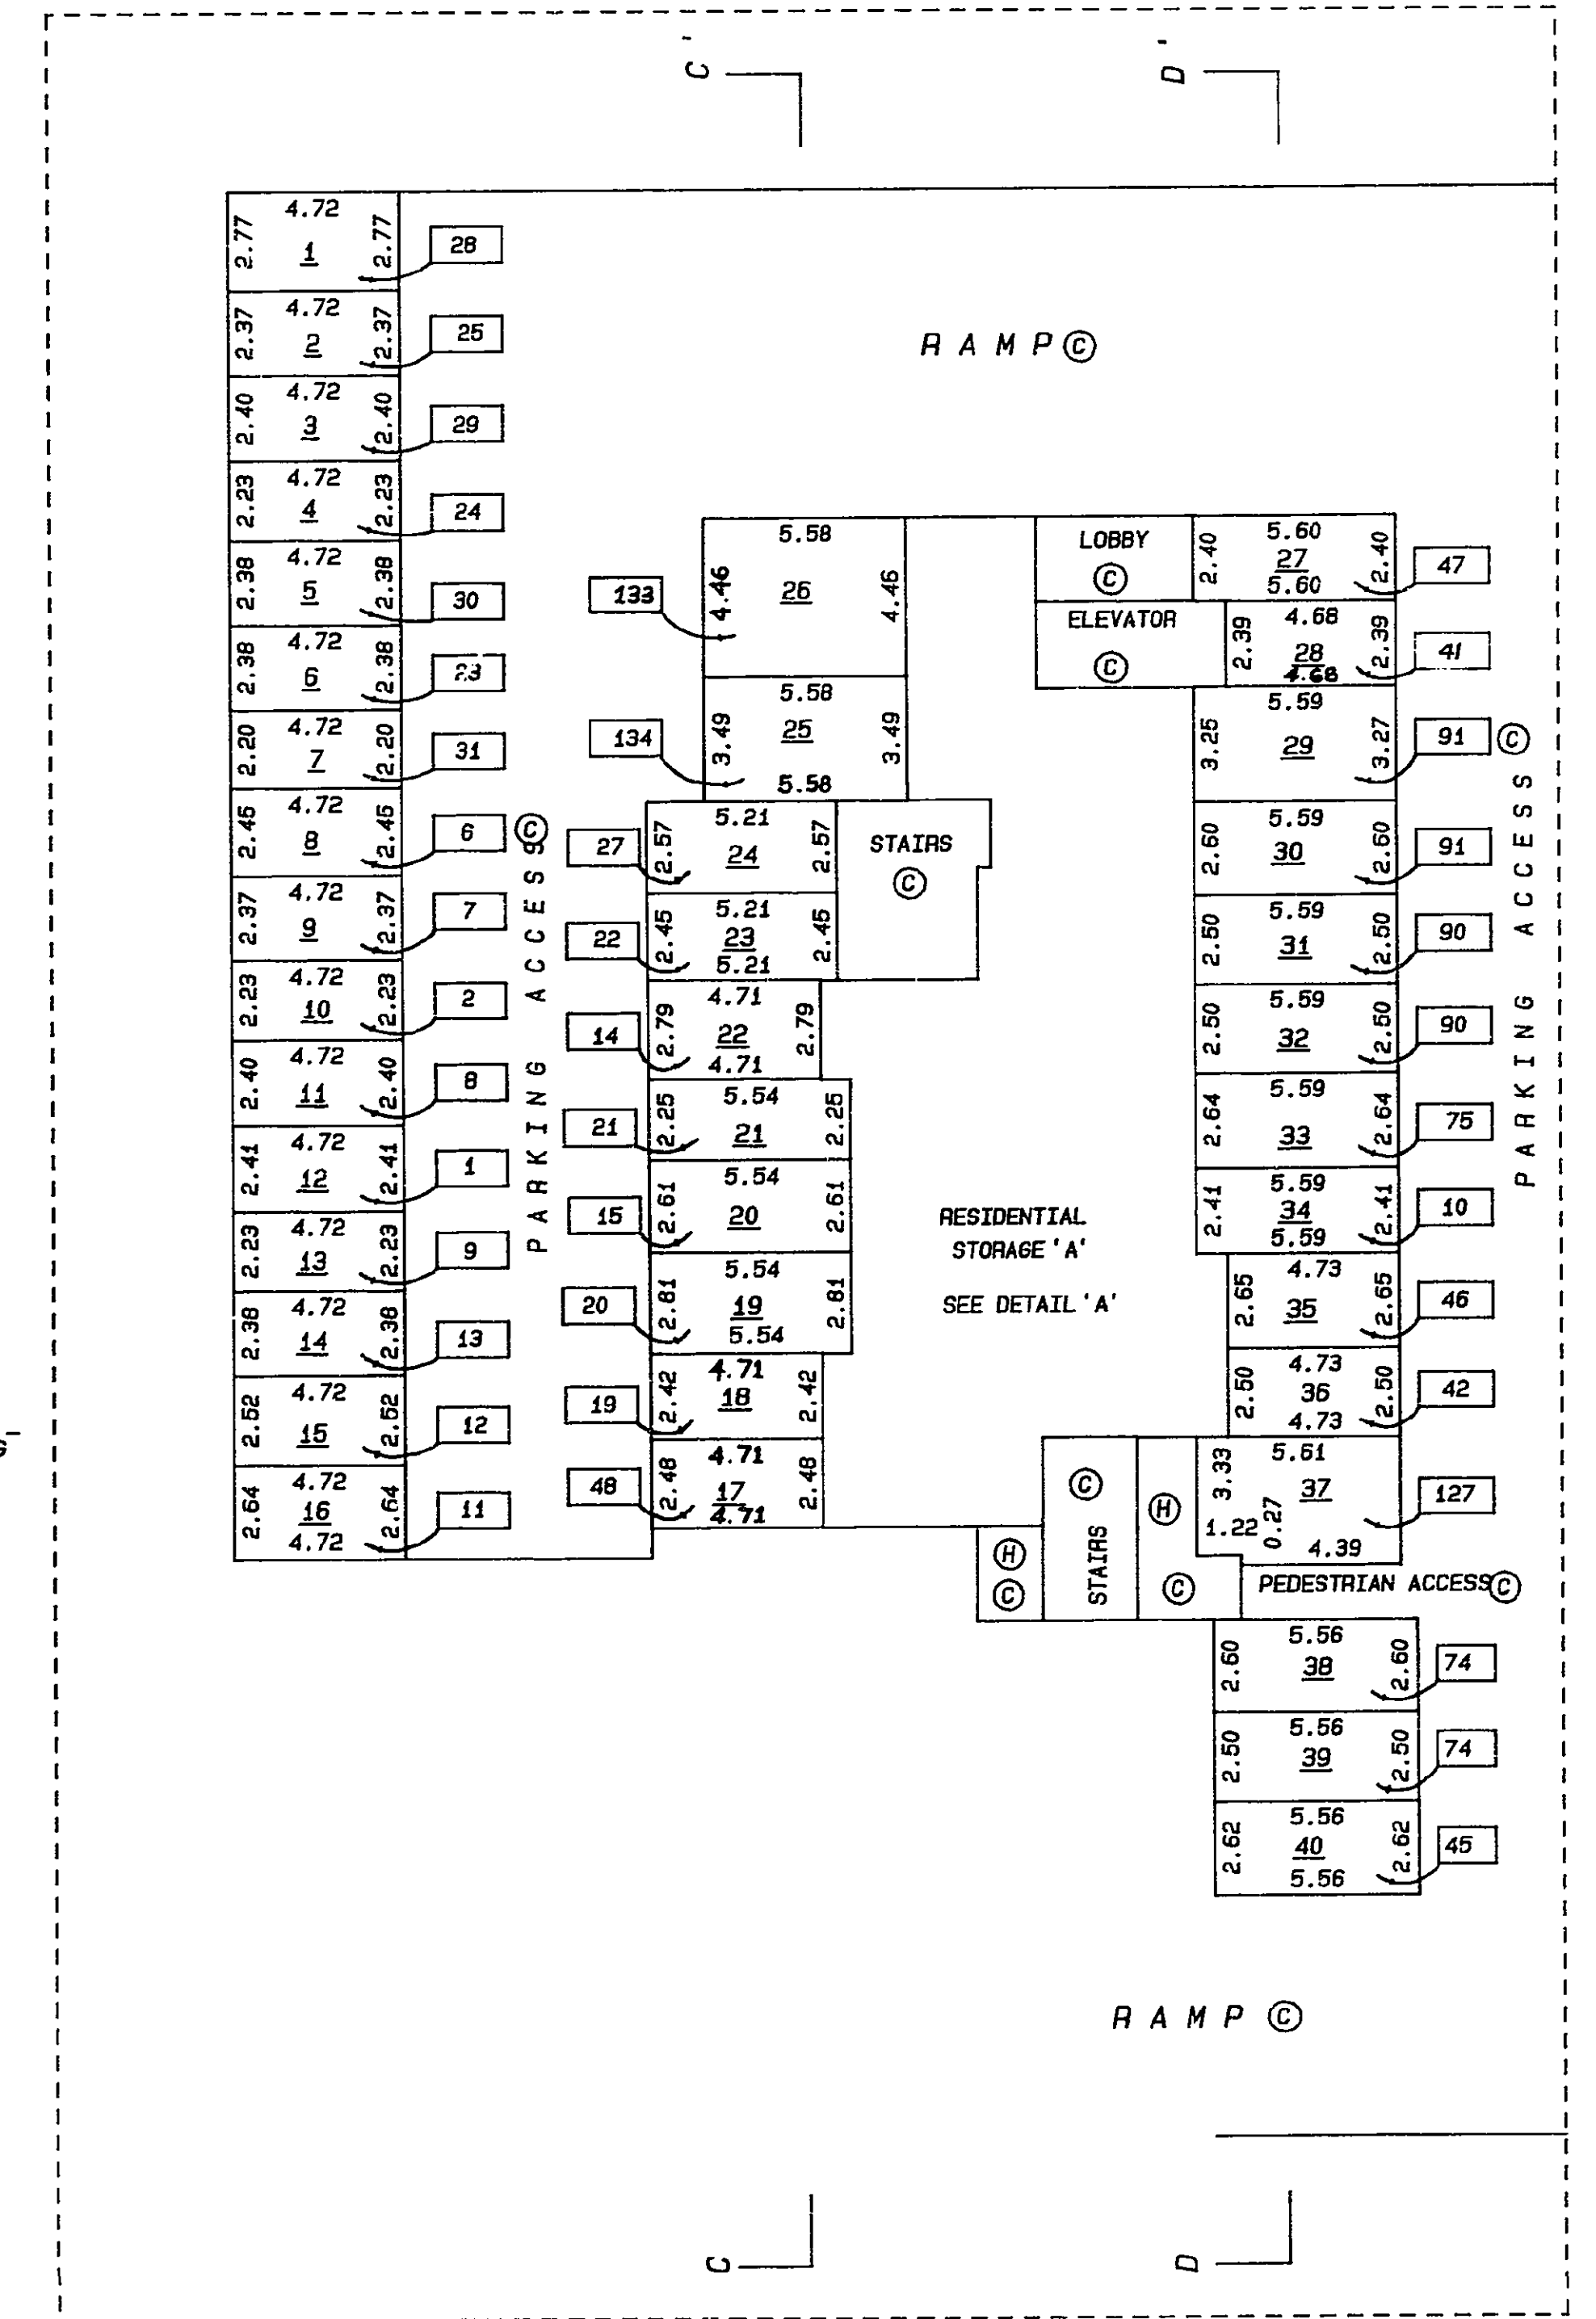 C'
D'
4.72
2.77 1 2.77
28
4.72
2.37 2 2.37
25
4.72
2.40 3 2.40
29
4.72
2.23 4 2.23
24
4.72
2.38 5 2.38
30
4.72
2.38 6 2.38
23
4.72
2.20 7 2.20
31
4.72
2.45 8 2.45
6
4.72
2.37 9 2.37
7
4.72
2.23 10 2.23
2
4.72
2.40 11 2.40
8
4.72
2.41 12 2.41
1
4.72
2.23 13 2.23
9
4.72
2.38 14 2.38
13
4.72
2.52 15 2.52
12
4.72
2.64 16 2.64
4.72
11
PARKING ACCESS C
RAMP C
5.58
4.46 26 4.46
133
5.58
3.49 25 3.49
5.58
134
5.21
2.57 24 2.57
27
5.21
2.45 23 2.45
5.21
22
4.71
2.79 22 2.79
4.71
14
5.54
2.25 21 2.25
21
5.54
2.61 20 2.61
15
5.54
2.81 19 2.81
5.54
20
4.71
2.42 18 2.42
19
4.71
2.48 17 2.48
4.71
48
STAIRS
C
LOBBY
C
ELEVATOR
C
RESIDENTIAL
STORAGE 'A'
SEE DETAIL 'A'
5.60
2.40 27 2.40
5.60
47
4.68
2.39 28 2.39
4.68
41
5.59
3.25 29 3.27
91
5.59
2.60 30 2.60
91
5.59
2.50 31 2.50
90
5.59
2.50 32 2.50
90
5.59
2.64 33 2.64
75
5.59
2.41 34 2.41
5.59
10
4.73
2.65 35 2.65
46
4.73
2.50 36 2.50
4.73
42
5.61
3.33 37
1.22 0.27
4.39
127
PARKING ACCESS C
H
C
C
STAIRS
H
C
PEDESTRIAN ACCESS C
5.56
2.60 38 2.60
74
5.56
2.50 39 2.50
74
5.56
2.62 40 2.62
5.56
45
RAMP C
C
D